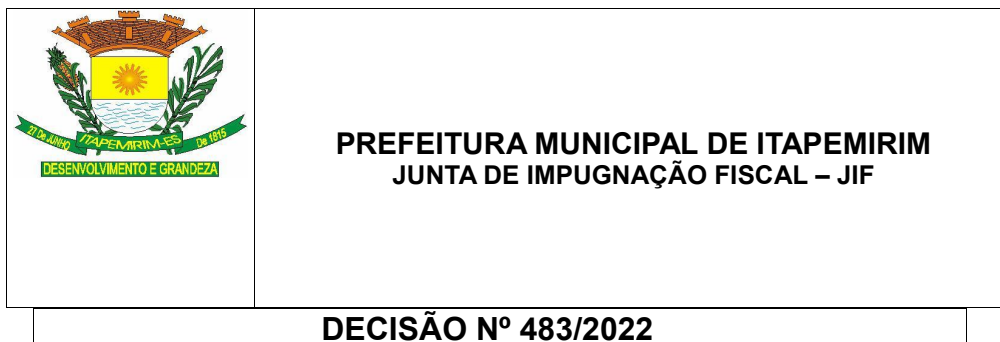 27 De JUNHO ITAPEMIRIM-ES De 1815
DESENVOLVIMENTO E GRANDEZA
PREFEITURA MUNICIPAL DE ITAPEMIRIM
JUNTA DE IMPUGNAÇÃO FISCAL – JIF
DECISÃO Nº 483/2022